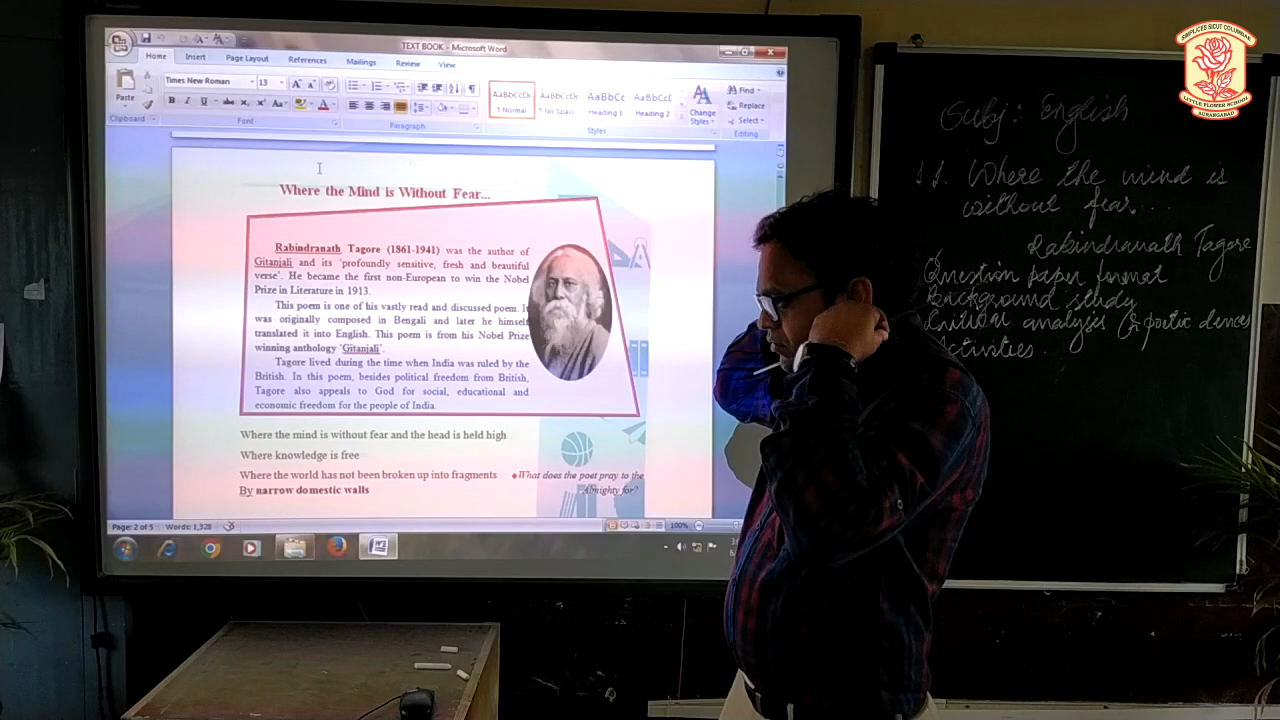 TEXT BOOK - Microsoft Word
Home Insert Page Layout References Mailings Review View
Paste
Times New Roman 13
AaBbCcDc AaBbCcDc AaBbCc AaBbCcD
¶ Normal ¶ No Spaci... Heading 1 Heading 2
Change Styles
Find
Replace
Select
Clipboard Font Paragraph Styles Editing
Where the Mind is Without Fear...
Rabindranath Tagore (1861-1941) was the author of
Gitanjali and its 'profoundly sensitive, fresh and beautiful
verse'. He became the first non-European to win the Nobel
Prize in Literature in 1913.
This poem is one of his vastly read and discussed poem. It
was originally composed in Bengali and later he himself
translated it into English. This poem is from his Nobel Prize
winning anthology 'Gitanjali'.
Tagore lived during the time when India was ruled by the
British. In this poem, besides political freedom from British,
Tagore also appeals to God for social, educational and
economic freedom for the people of India.
Where the mind is without fear and the head is held high
Where knowledge is free
Where the world has not been broken up into fragments
By narrow domestic walls
◆What does the poet pray to the
Almighty for?
Page: 2 of 5 Words: 1,328 100%
Subj: English
11. Where the mind is
without fear...
Rabindranath Tagore
Question paper format
Background study
Critical analysis poetic
Activities
SIMPLICES SICUT COLUMBAE
LITTLE FLOWER SCHOOL
AURANGABAD